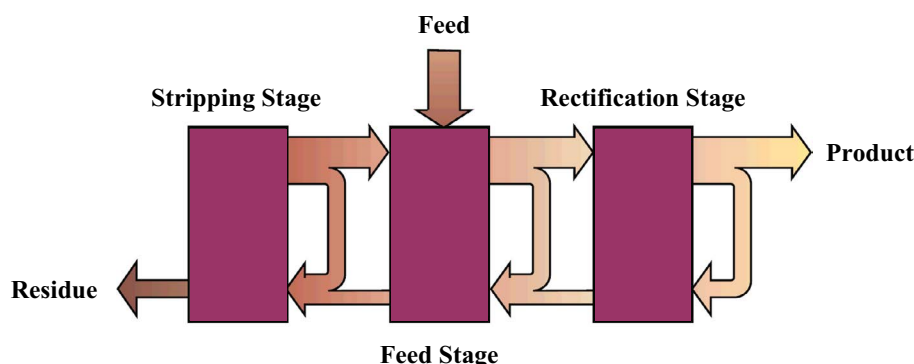 Feed
Stripping Stage
Rectification Stage
Product
Residue
Feed Stage